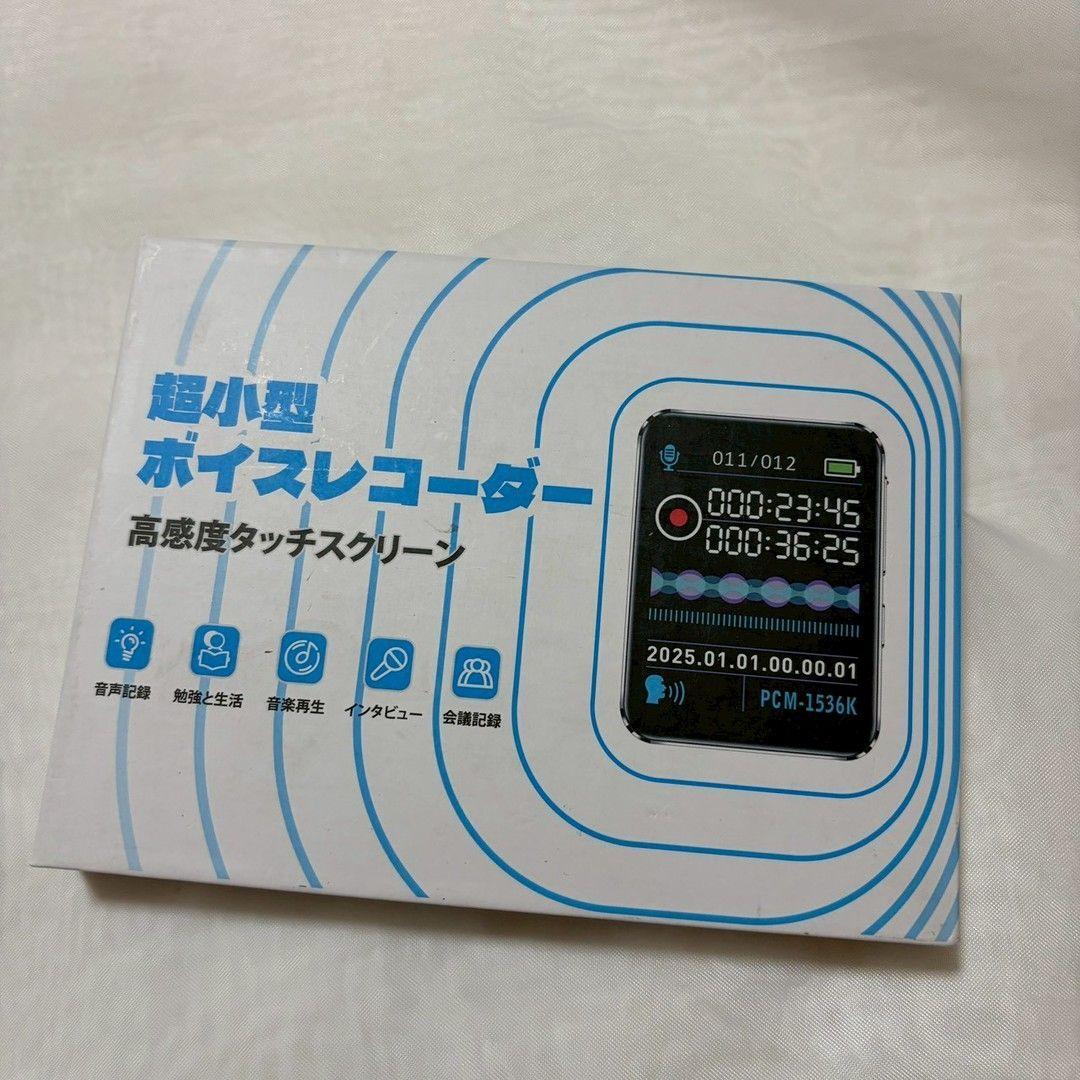 超小型
ボイスレコーダー
高感度タッチスクリーン
音声記録
勉強と生活
音楽再生
インタビュー
会議記録
011/012
000:23:45
000:36:25
2025.01.01.00.00.01
PCM-1536K